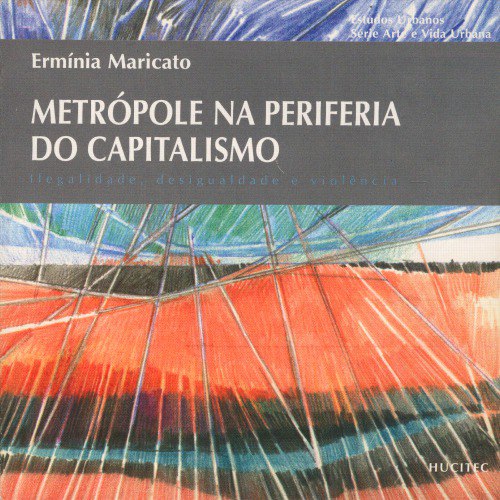 Estudos Urbanos
Série Arte e Vida Urbana
Ermínia Maricato
METRÓPOLE NA PERIFERIA
DO CAPITALISMO
Ilegalidade, desigualdade e violência
HUCITEC